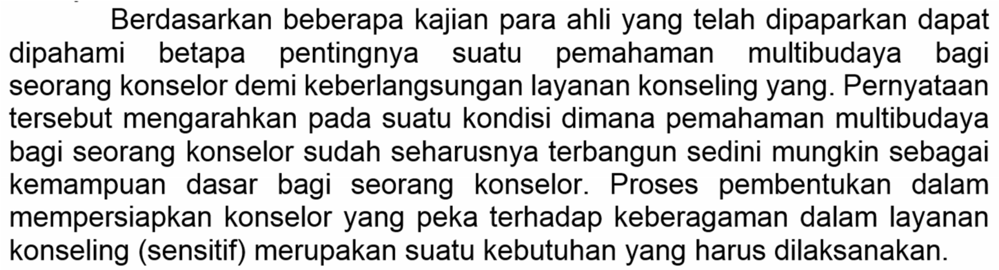 Berdasarkan beberapa kajian para ahli yang telah dipaparkan dapat
dipahami betapa pentingnya suatu pemahaman multibudaya bagi
seorang konselor demi keberlangsungan layanan konseling yang. Pernyataan
tersebut mengarahkan pada suatu kondisi dimana pemahaman multibudaya
bagi seorang konselor sudah seharusnya terbangun sedini mungkin sebagai
kemampuan dasar bagi seorang konselor. Proses pembentukan dalam
mempersiapkan konselor yang peka terhadap keberagaman dalam layanan
konseling (sensitif) merupakan suatu kebutuhan yang harus dilaksanakan.